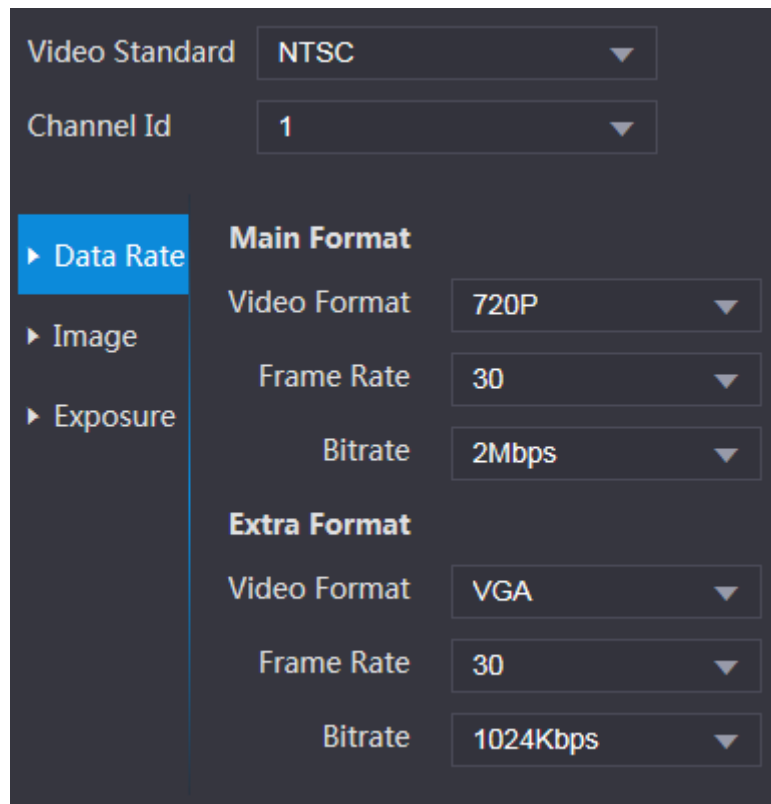 Video Standard NTSC
Channel Id 1
Data Rate
Image
Exposure
Main Format
Video Format 720P
Frame Rate 30
Bitrate 2Mbps
Extra Format
Video Format VGA
Frame Rate 30
Bitrate 1024Kbps